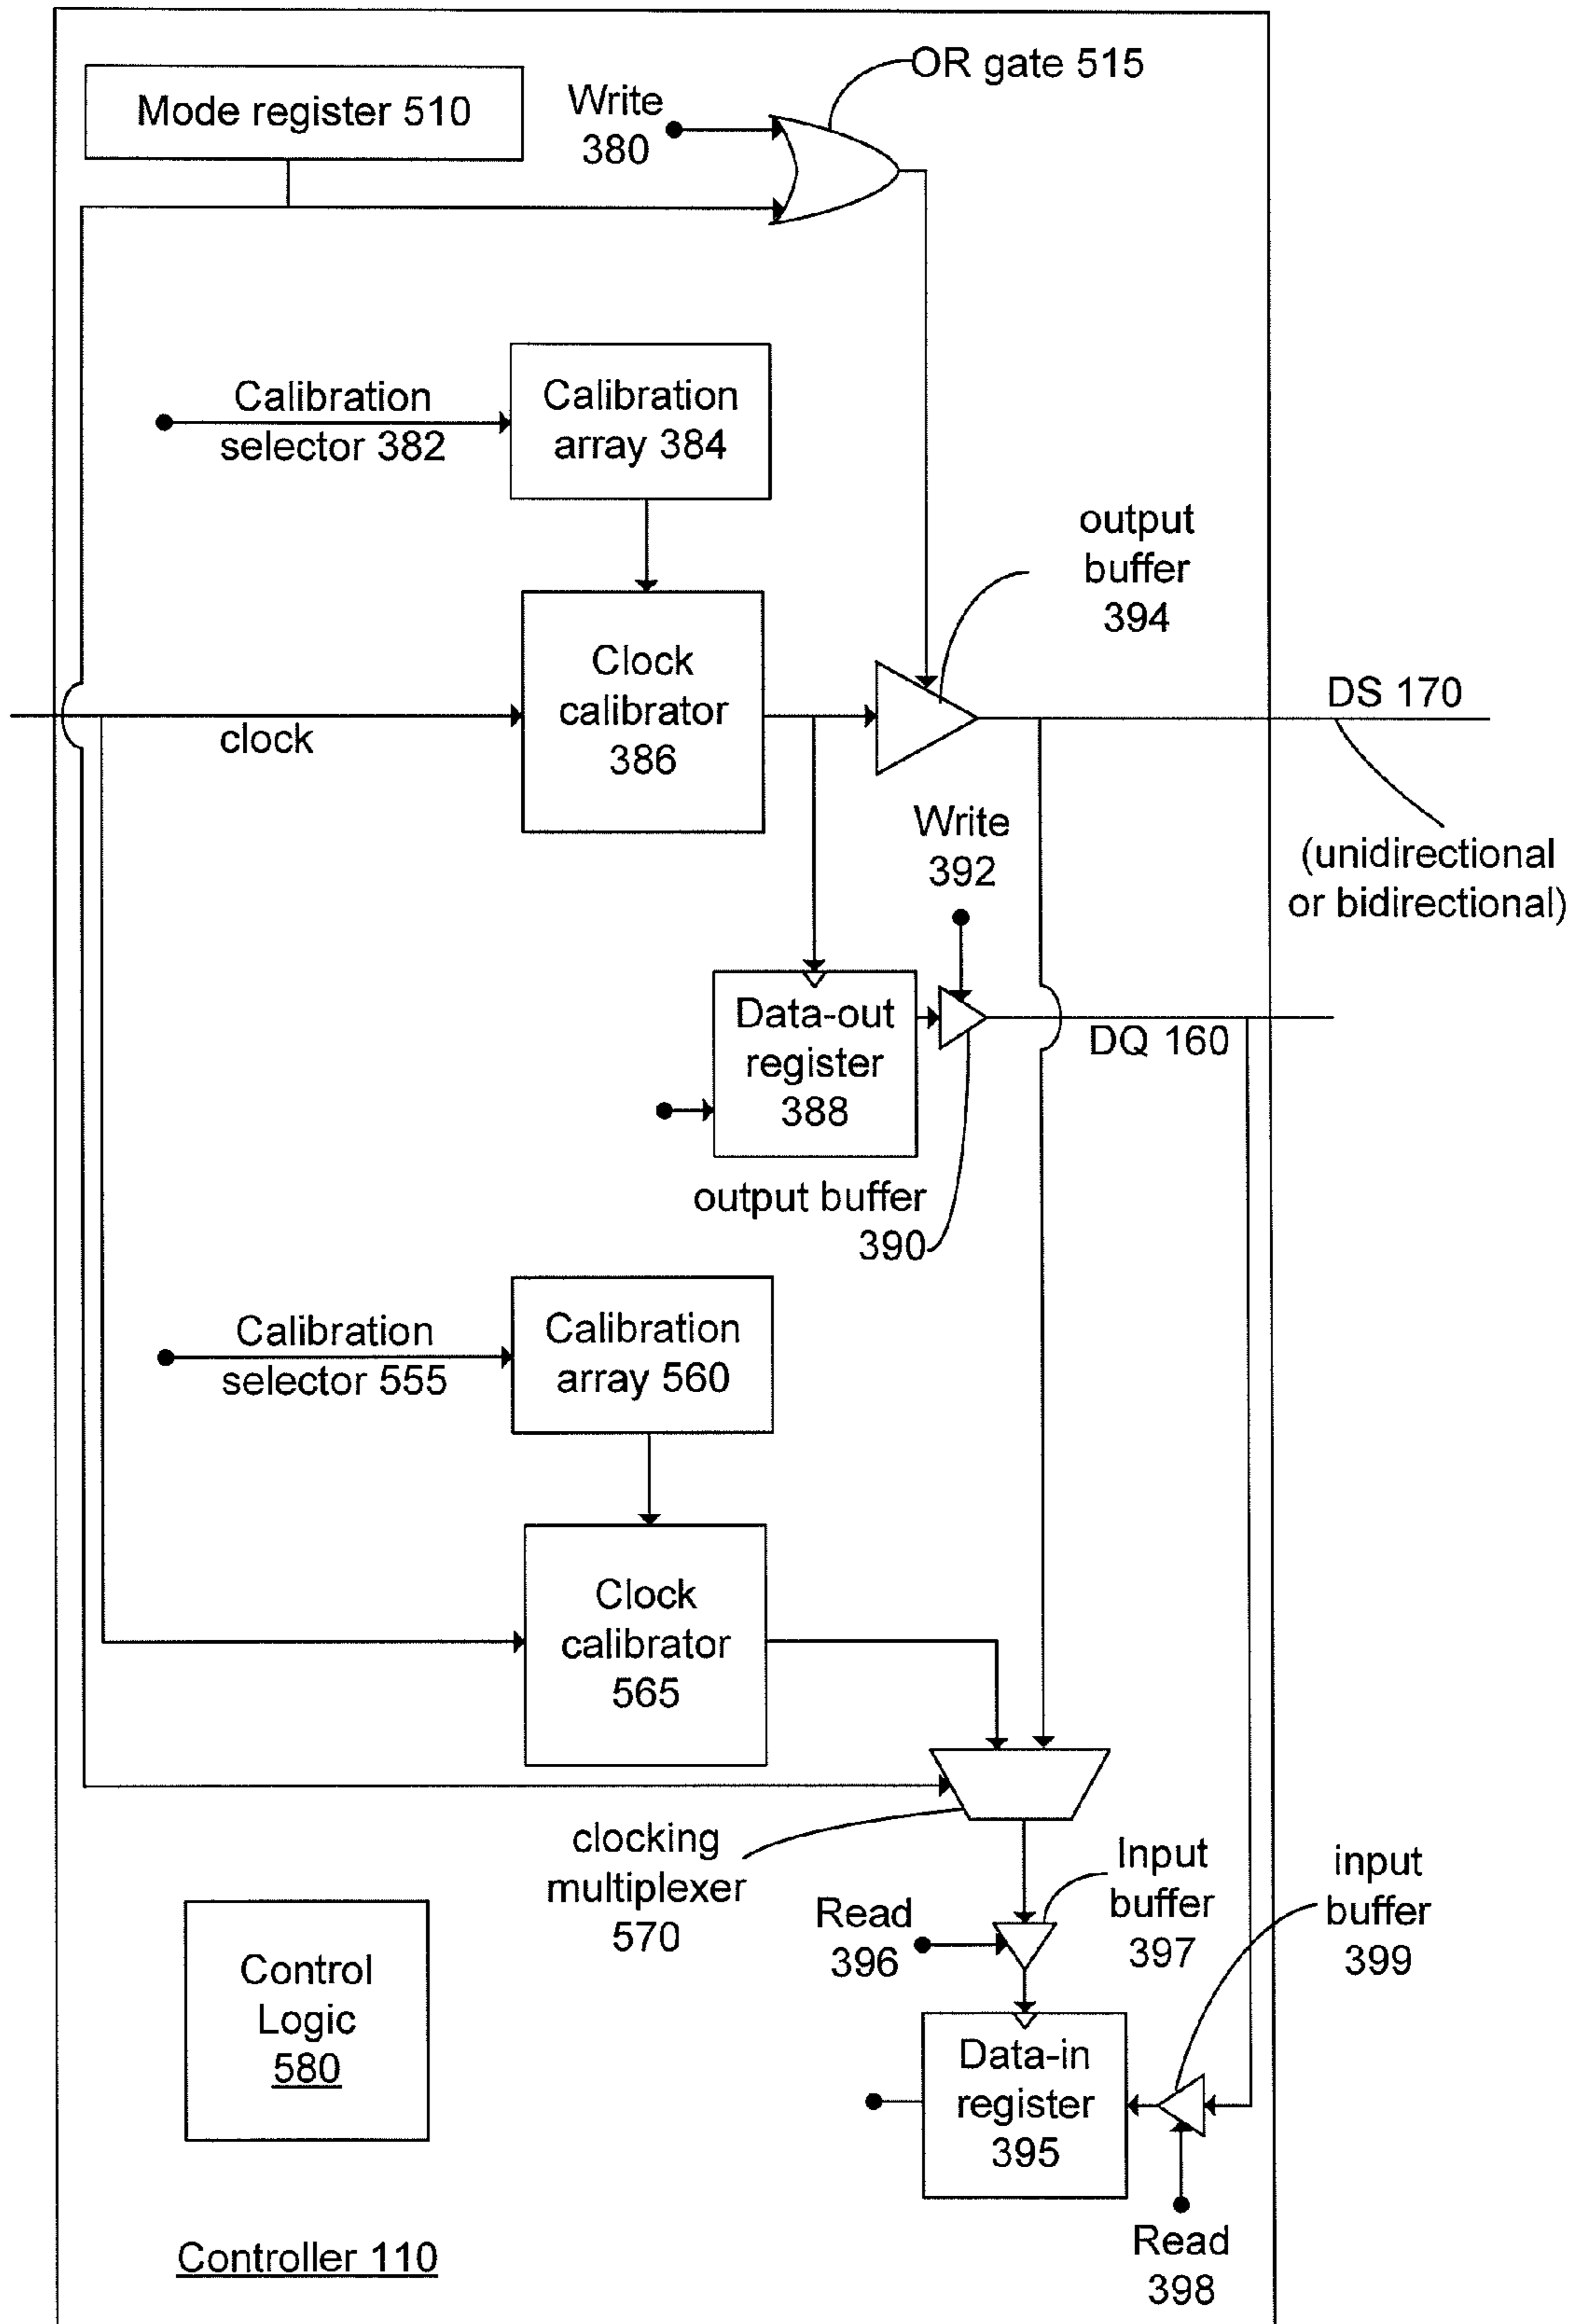 OR gate 515
Mode register 510
Write
380
Calibration
selector 382
Calibration
array 384
output
buffer
394
Clock
calibrator
386
clock
DS 170
(unidirectional
or bidirectional)
Write
392
Data-out
register
388
DQ 160
output buffer
390
Calibration
selector 555
Calibration
array 560
Clock
calibrator
565
clocking
multiplexer
570
Input
buffer
397
input
buffer
399
Read
396
Control
Logic
580
Data-in
register
395
Read
398
Controller 110